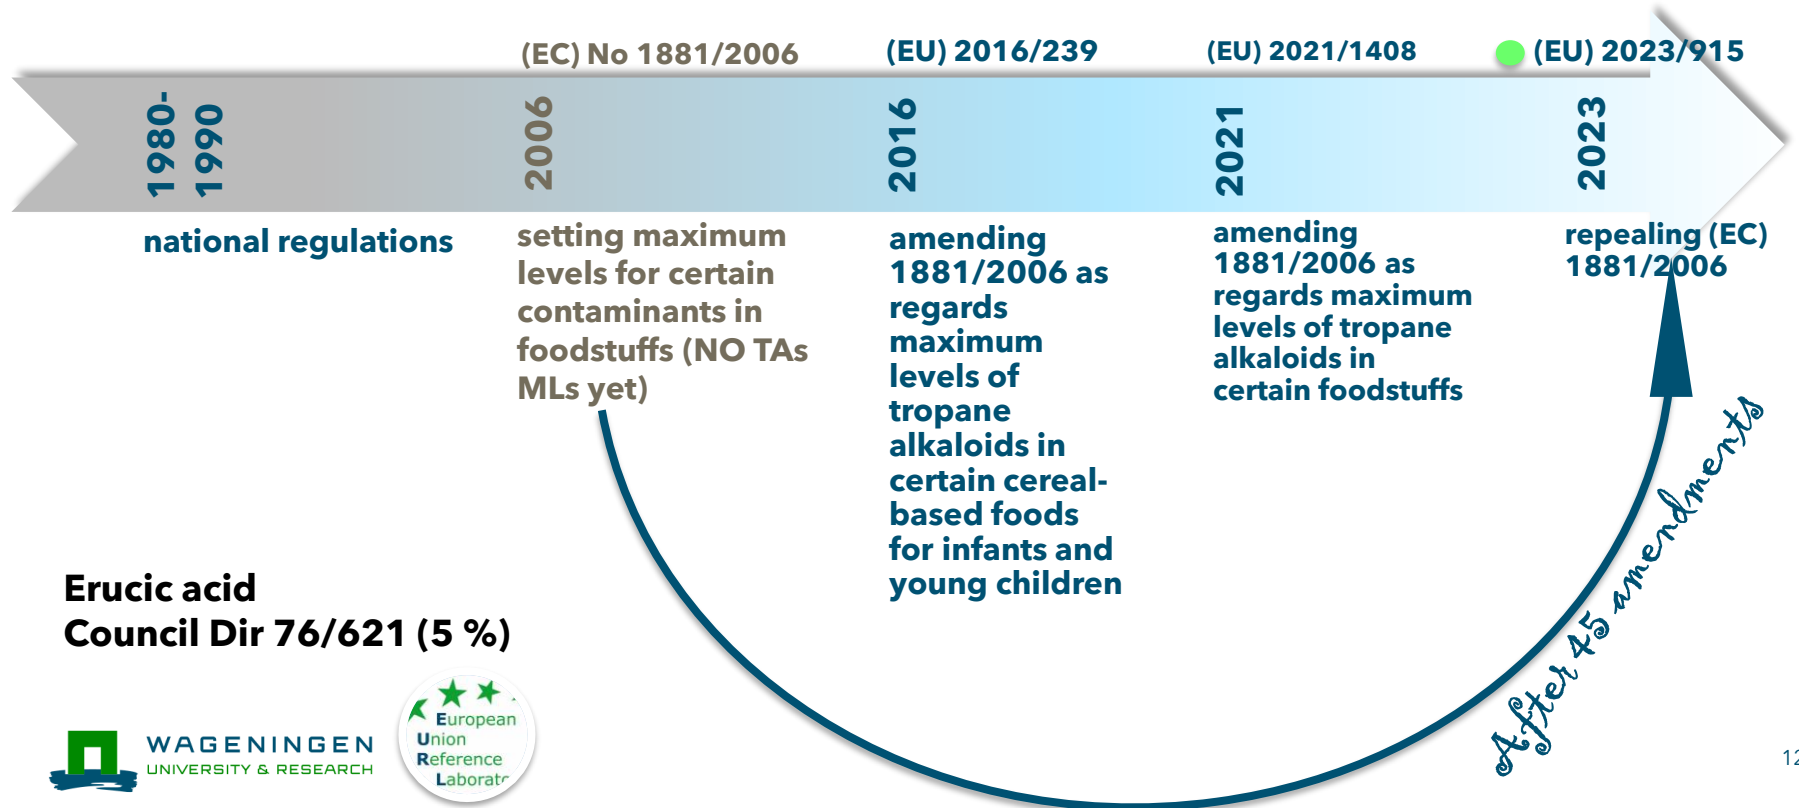 (EC) No 1881/2006
(EU) 2016/239
(EU) 2021/1408
(EU) 2023/915
1980-
1990
2006
2016
2021
2023
national regulations
setting maximum
levels for certain
contaminants in
foodstuffs (NO TAs
MLs yet)
amending
1881/2006 as
regards
maximum
levels of
tropane
alkaloids in
certain cereal-
based foods
for infants and
young children
amending
1881/2006 as
regards maximum
levels of tropane
alkaloids in
certain foodstuffs
repealing (EC)
1881/2006
After 45 amendments
Erucic acid
Council Dir 76/621 (5 %)
WAGENINGEN
UNIVERSITY & RESEARCH
European
Union
Reference
Laborato
12